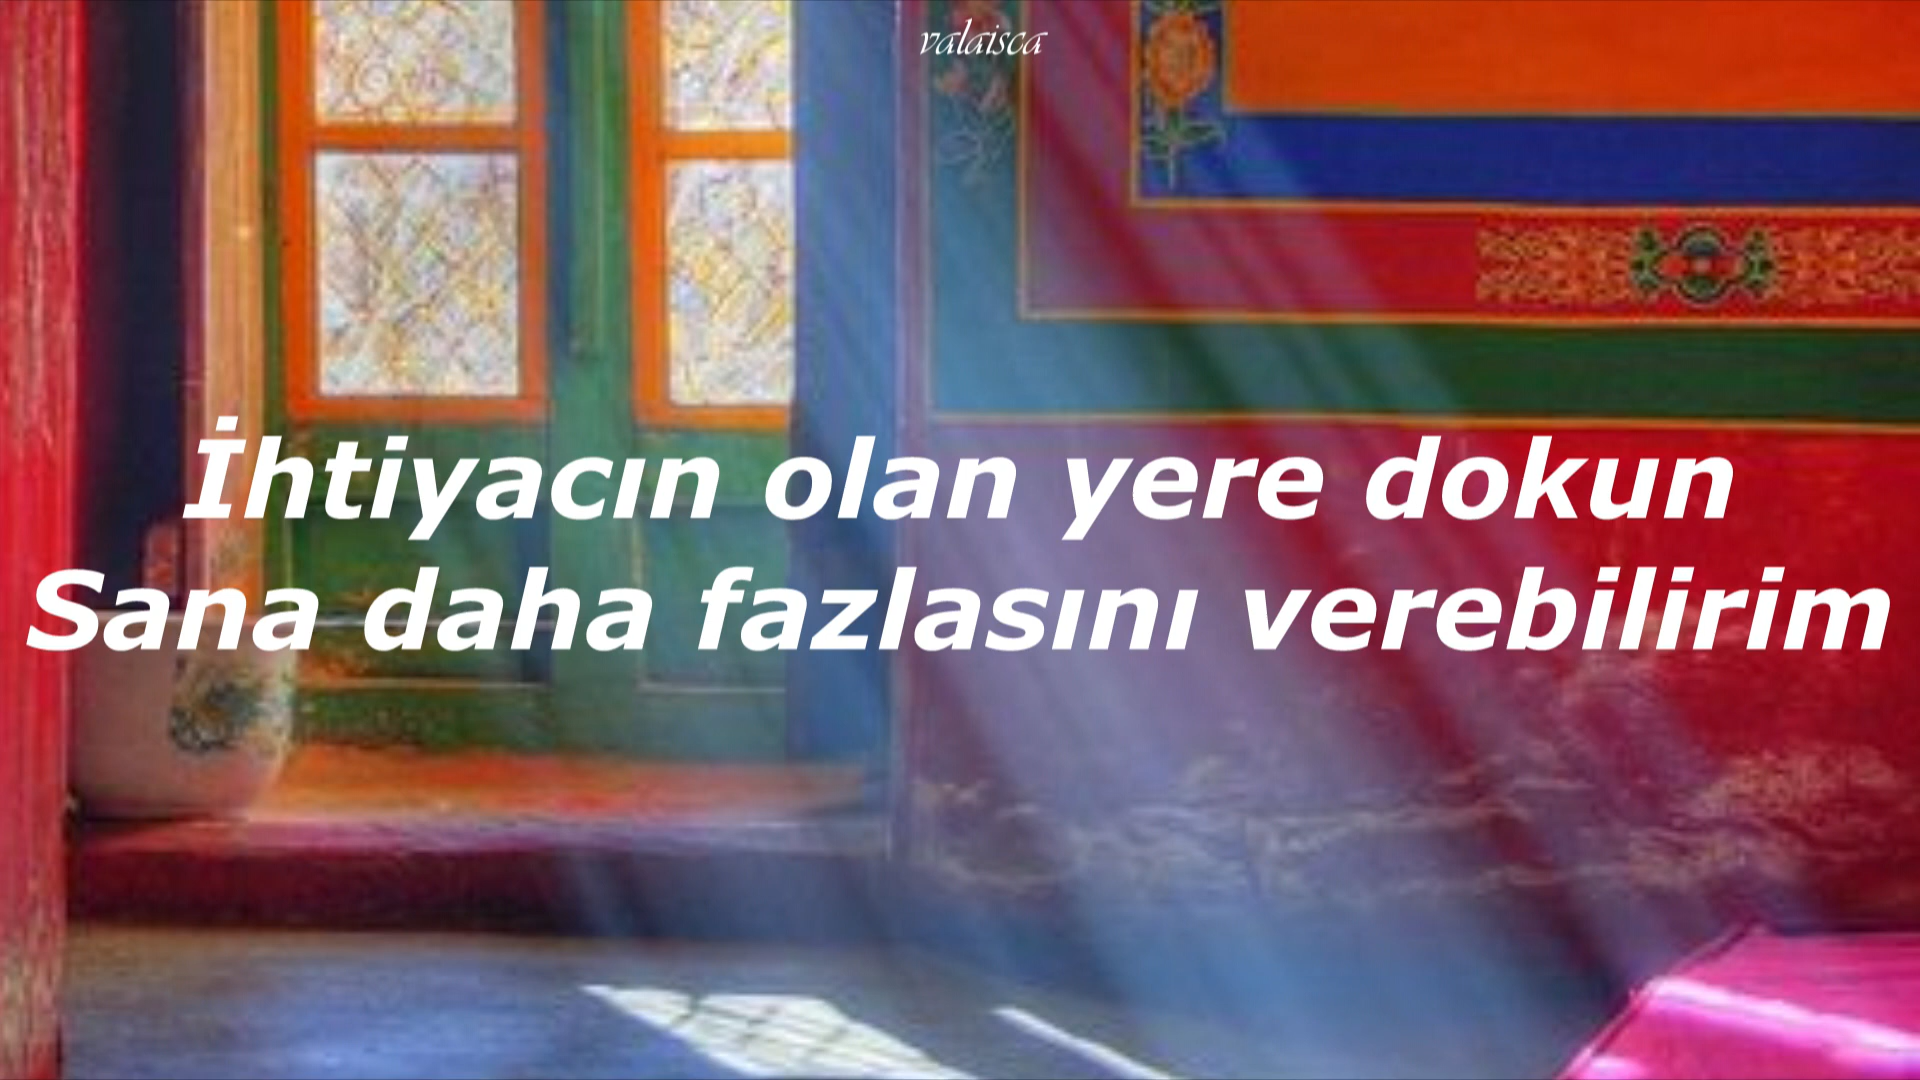 valaisca
İhtiyacın olan yere dokun
Sana daha fazlasını verebilirim